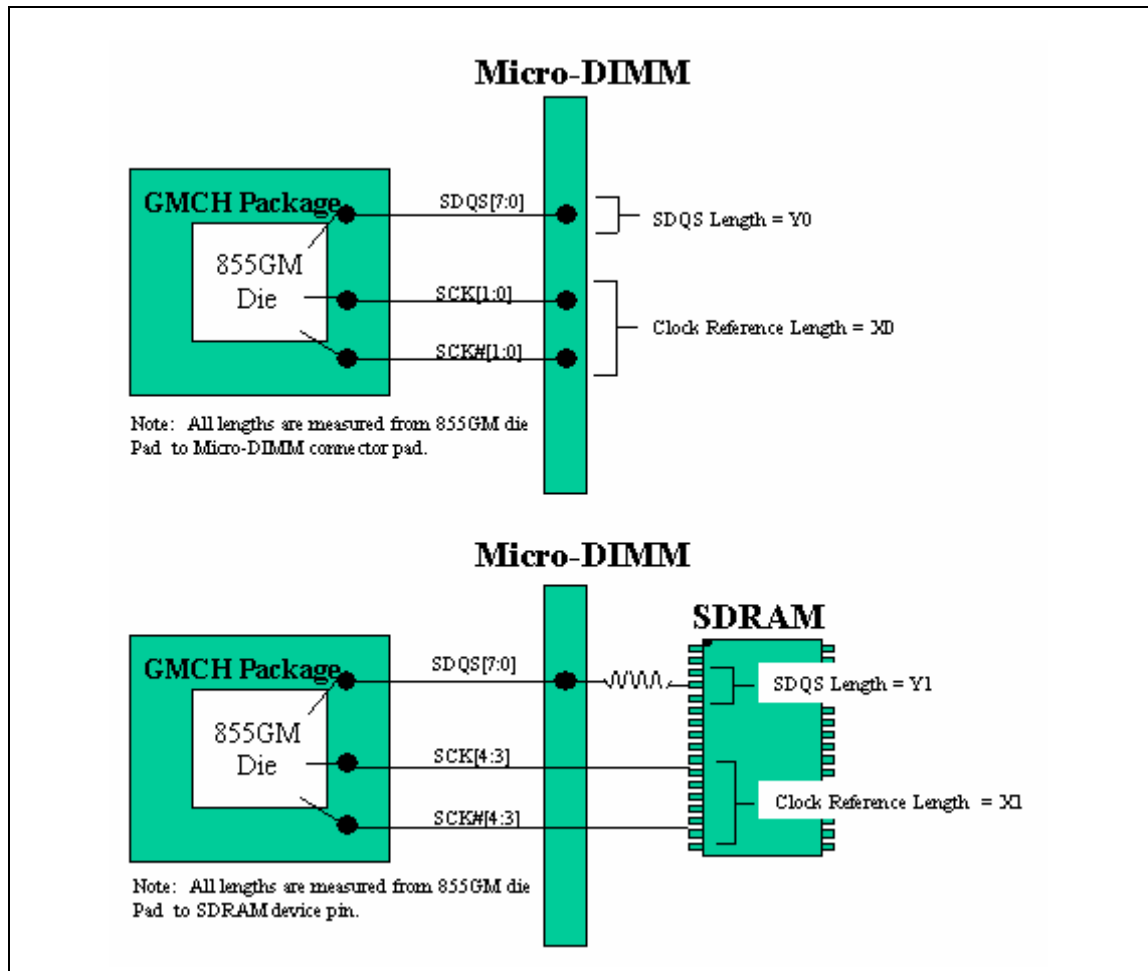 Micro-DIMM
GMCH Package
SDQS[7:0]
SDQS Length = Y0
855GM
Die
SCK[1:0]
Clock Reference Length = X0
SCK#[1:0]
Note: All lengths are measured from 855GM die
Pad to Micro-DIMM connector pad.
Micro-DIMM
SDRAM
GMCH Package
SDQS[7:0]
SDQS Length = Y1
855GM
Die
SCK[4:3]
Clock Reference Length = X1
SCK#[4:3]
Note: All lengths are measured from 855GM die
Pad to SDRAM device pin.